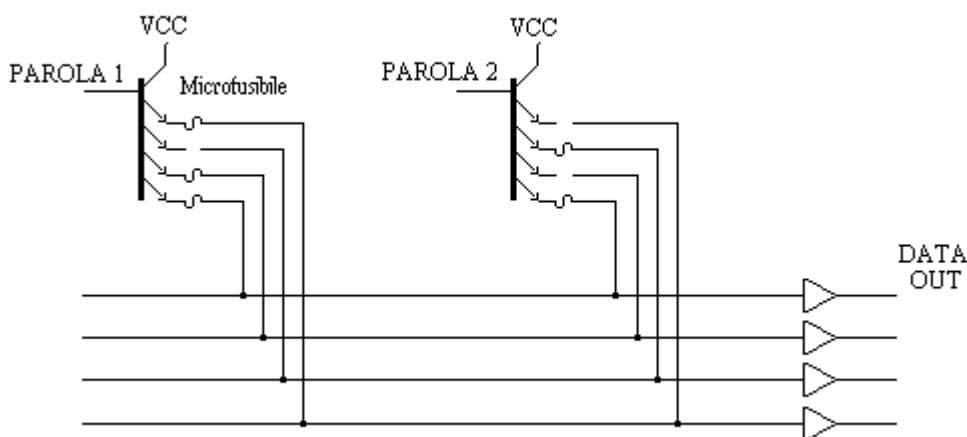 VCC
VCC
PAROLA 1
Microfusibile
PAROLA 2
DATA
OUT